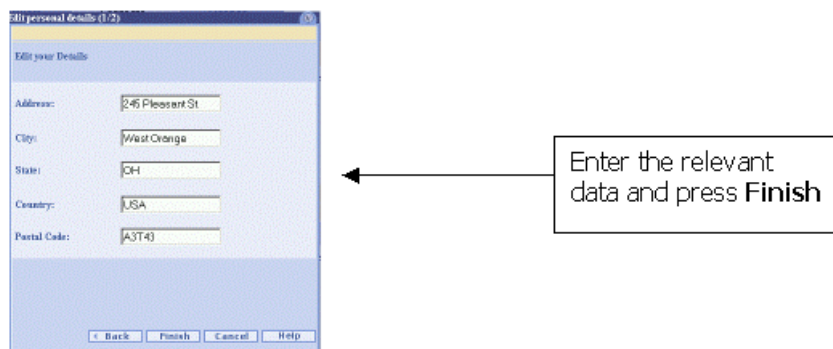 Edit personal details (1/2)
Edit your Details
Address: 245 Pleasant St
City: West Orange
State: OH
Country: USA
Postal Code: A3T43
< Back Finish Cancel Help
Enter the relevant
data and press Finish